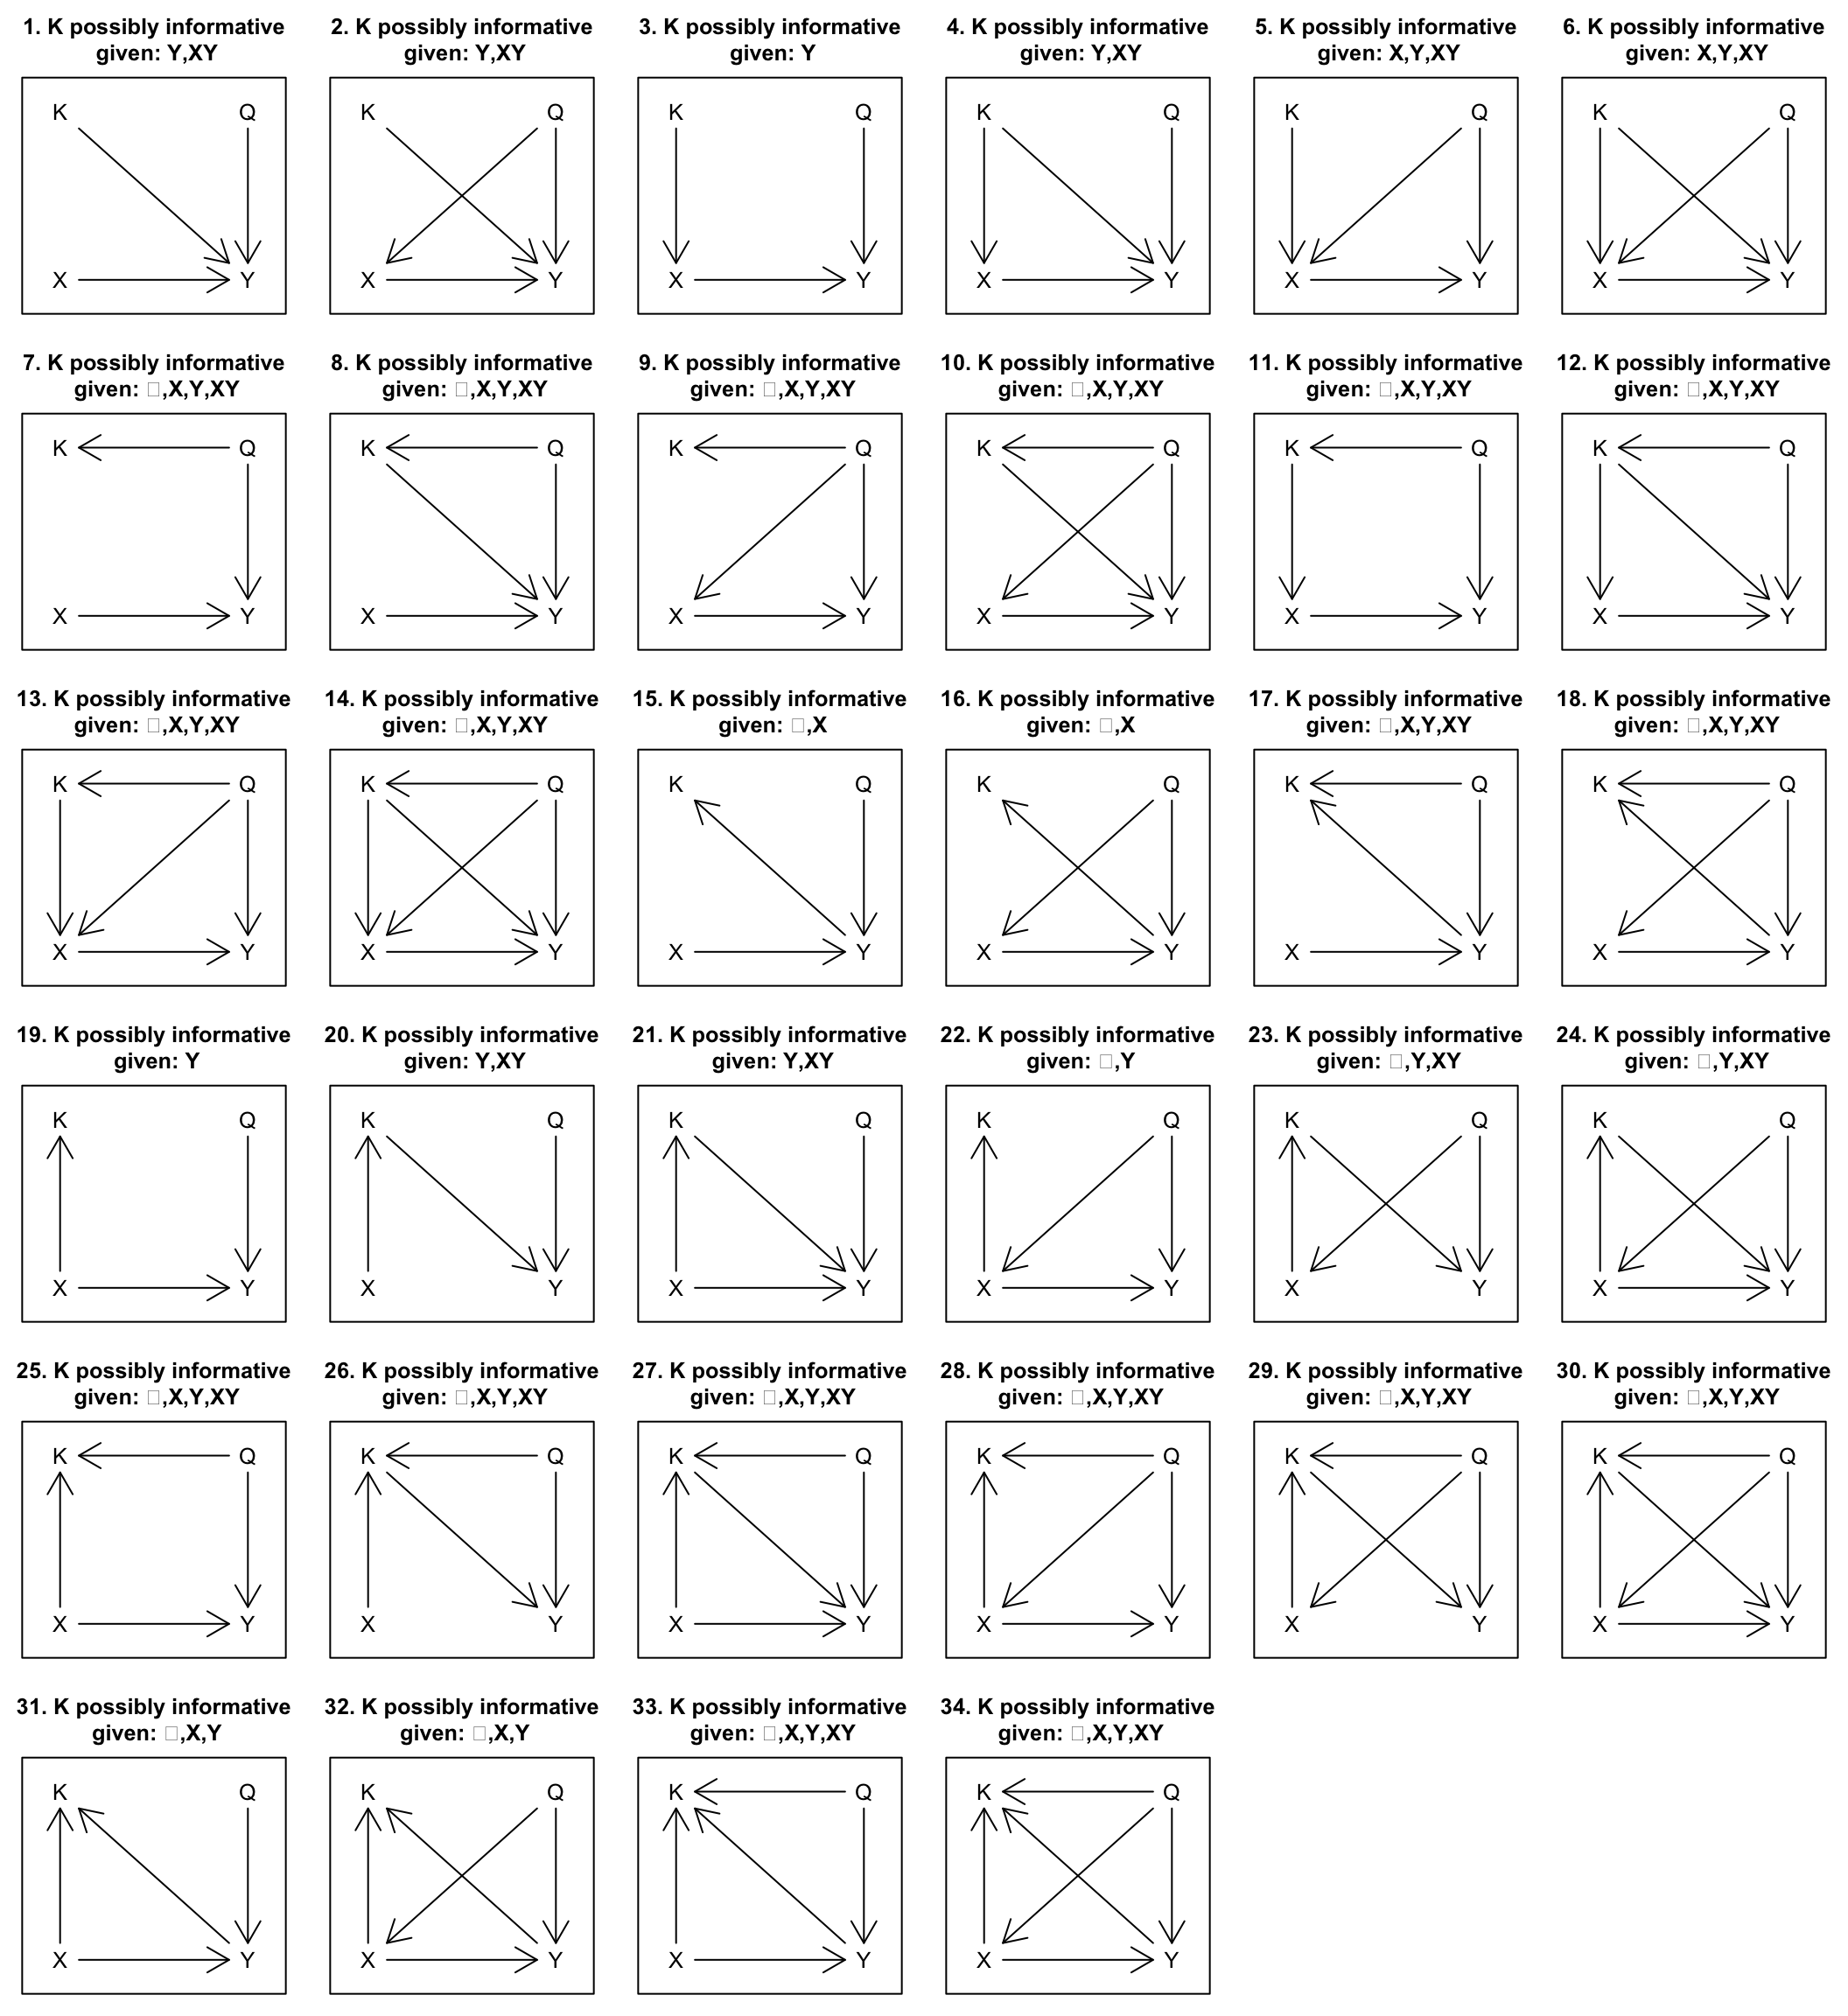 1. K possibly informative
given: Y,XY
K Q
X Y
2. K possibly informative
given: Y,XY
K Q
X Y
3. K possibly informative
given: Y
K Q
X Y
4. K possibly informative
given: Y,XY
K Q
X Y
5. K possibly informative
given: X,Y,XY
K Q
X Y
6. K possibly informative
given: X,Y,XY
K Q
X Y
7. K possibly informative
given: □,X,Y,XY
K Q
X Y
8. K possibly informative
given: □,X,Y,XY
K Q
X Y
9. K possibly informative
given: □,X,Y,XY
K Q
X Y
10. K possibly informative
given: □,X,Y,XY
K Q
X Y
11. K possibly informative
given: □,X,Y,XY
K Q
X Y
12. K possibly informative
given: □,X,Y,XY
K Q
X Y
13. K possibly informative
given: □,X,Y,XY
K Q
X Y
14. K possibly informative
given: □,X,Y,XY
K Q
X Y
15. K possibly informative
given: □,X
K Q
X Y
16. K possibly informative
given: □,X
K Q
X Y
17. K possibly informative
given: □,X,Y,XY
K Q
X Y
18. K possibly informative
given: □,X,Y,XY
K Q
X Y
19. K possibly informative
given: Y
K Q
X Y
20. K possibly informative
given: Y,XY
K Q
X Y
21. K possibly informative
given: Y,XY
K Q
X Y
22. K possibly informative
given: □,Y
K Q
X Y
23. K possibly informative
given: □,Y,XY
K Q
X Y
24. K possibly informative
given: □,Y,XY
K Q
X Y
25. K possibly informative
given: □,X,Y,XY
K Q
X Y
26. K possibly informative
given: □,X,Y,XY
K Q
X Y
27. K possibly informative
given: □,X,Y,XY
K Q
X Y
28. K possibly informative
given: □,X,Y,XY
K Q
X Y
29. K possibly informative
given: □,X,Y,XY
K Q
X Y
30. K possibly informative
given: □,X,Y,XY
K Q
X Y
31. K possibly informative
given: □,X,Y
K Q
X Y
32. K possibly informative
given: □,X,Y
K Q
X Y
33. K possibly informative
given: □,X,Y,XY
K Q
X Y
34. K possibly informative
given: □,X,Y,XY
K Q
X Y